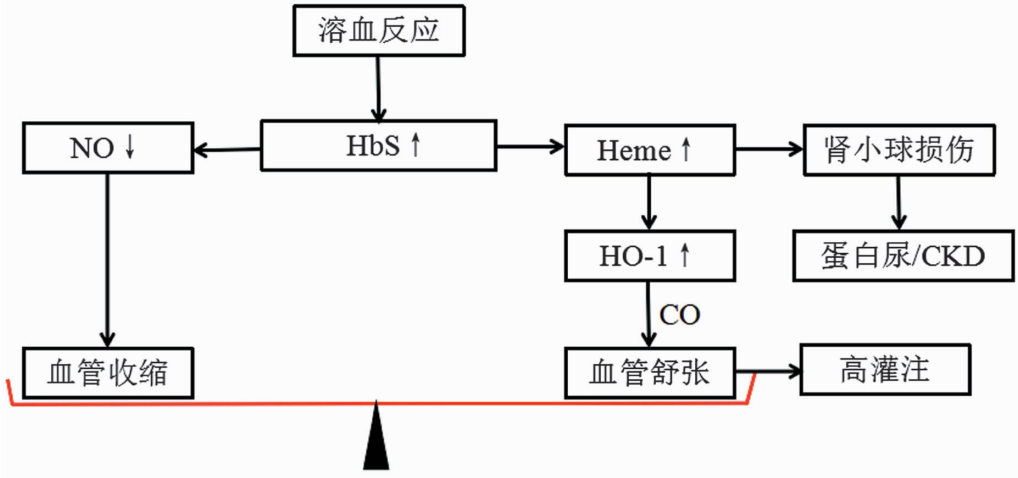 溶血反应
NO↓
HbS↑
Heme↑
肾小球损伤
HO-1↑
蛋白尿/CKD
CO
血管收缩
血管舒张
高灌注